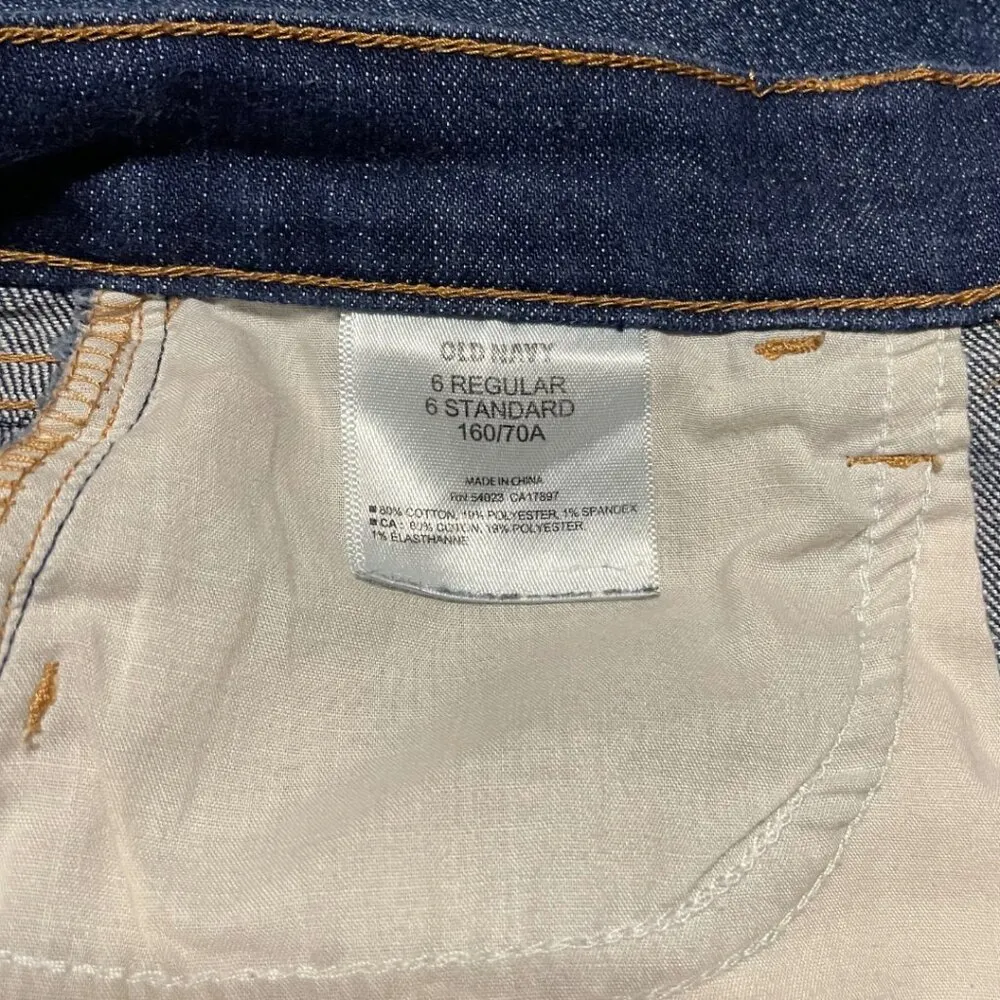 OLD NAVY
6 REGULAR
6 STANDARD
160/70A
MADE IN CHINA
RN 54023 CA17897
■ 80% COTTON, 19% POLYESTER, 1% SPANDEX
■ CA : 80% COTTON, 19% POLYESTER,
1% ÉLASTHANNE